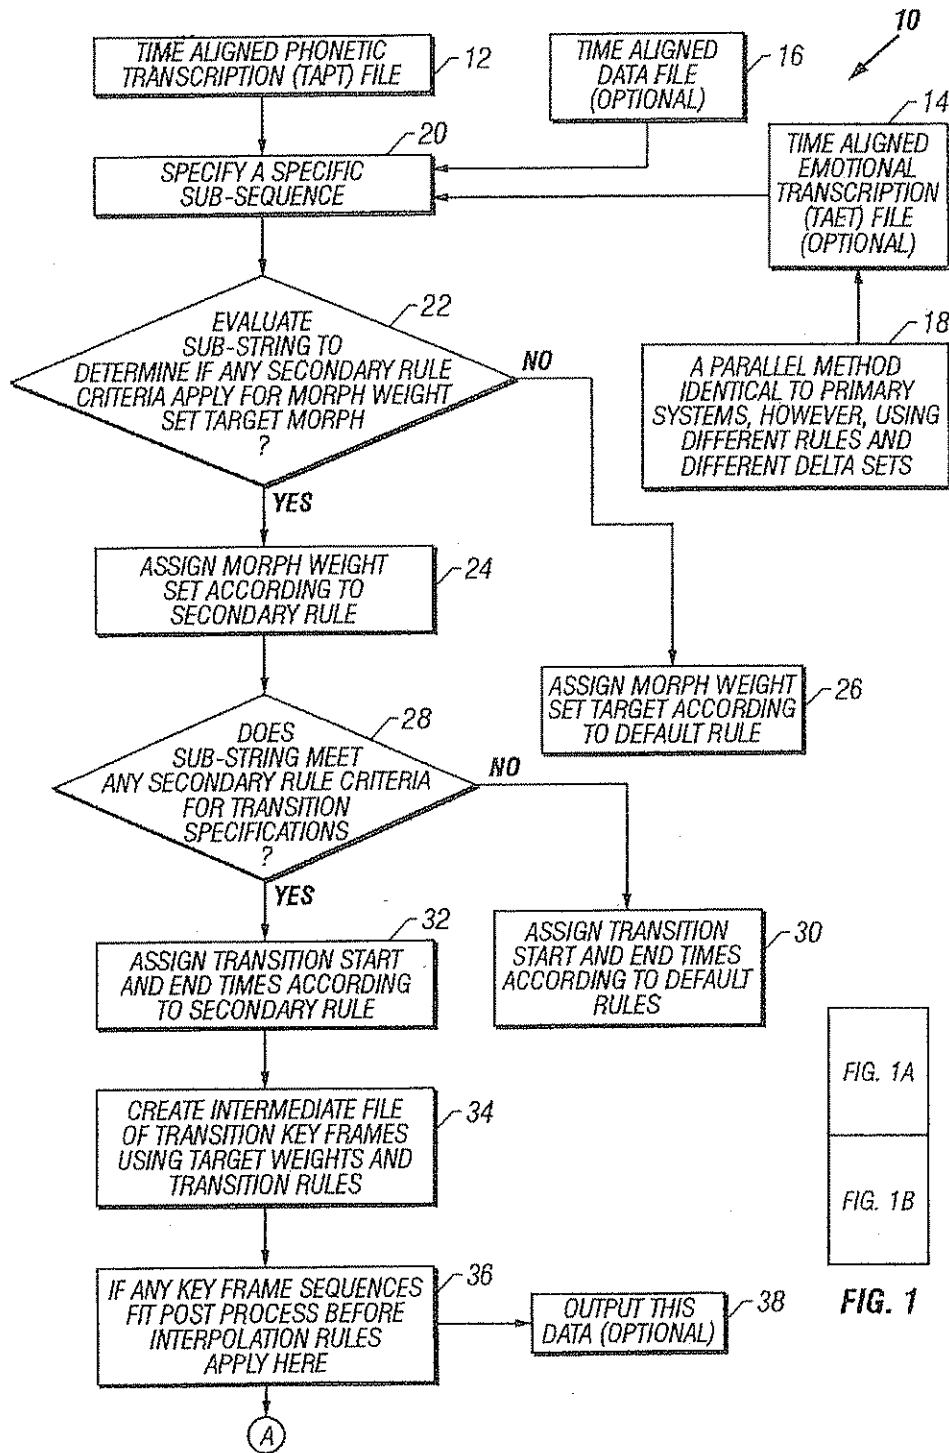 10
TIME ALIGNED PHONETIC
TRANSCRIPTION (TAPT) FILE
12
TIME ALIGNED
DATA FILE
(OPTIONAL)
16
14
TIME ALIGNED
EMOTIONAL
TRANSCRIPTION
(TAET) FILE
(OPTIONAL)
20
SPECIFY A SPECIFIC
SUB-SEQUENCE
18
A PARALLEL METHOD
IDENTICAL TO PRIMARY
SYSTEMS, HOWEVER, USING
DIFFERENT RULES AND
DIFFERENT DELTA SETS
22
EVALUATE
SUB-STRING TO
DETERMINE IF ANY SECONDARY RULE
CRITERIA APPLY FOR MORPH WEIGHT
SET TARGET MORPH
?
NO
YES
ASSIGN MORPH WEIGHT
SET ACCORDING TO
SECONDARY RULE
24
ASSIGN MORPH WEIGHT
SET TARGET ACCORDING
TO DEFAULT RULE
26
28
DOES
SUB-STRING MEET
ANY SECONDARY RULE CRITERIA
FOR TRANSITION
SPECIFICATIONS
?
NO
YES
32
ASSIGN TRANSITION START
AND END TIMES ACCORDING
TO SECONDARY RULE
ASSIGN TRANSITION
START AND END TIMES
ACCORDING TO DEFAULT
RULES
30
CREATE INTERMEDIATE FILE
OF TRANSITION KEY FRAMES
USING TARGET WEIGHTS AND
TRANSITION RULES
34
IF ANY KEY FRAME SEQUENCES
FIT POST PROCESS BEFORE
INTERPOLATION RULES
APPLY HERE
36
OUTPUT THIS
DATA (OPTIONAL)
38
A
FIG. 1A
FIG. 1B
FIG. 1